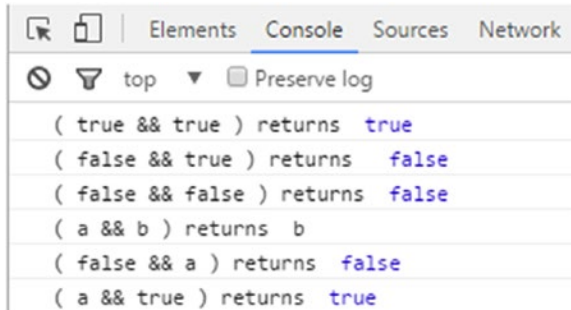 Elements Console Sources Network
top ▼ Preserve log
( true && true ) returns true
( false && true ) returns false
( false && false ) returns false
( a && b ) returns b
( false && a ) returns false
( a && true ) returns true